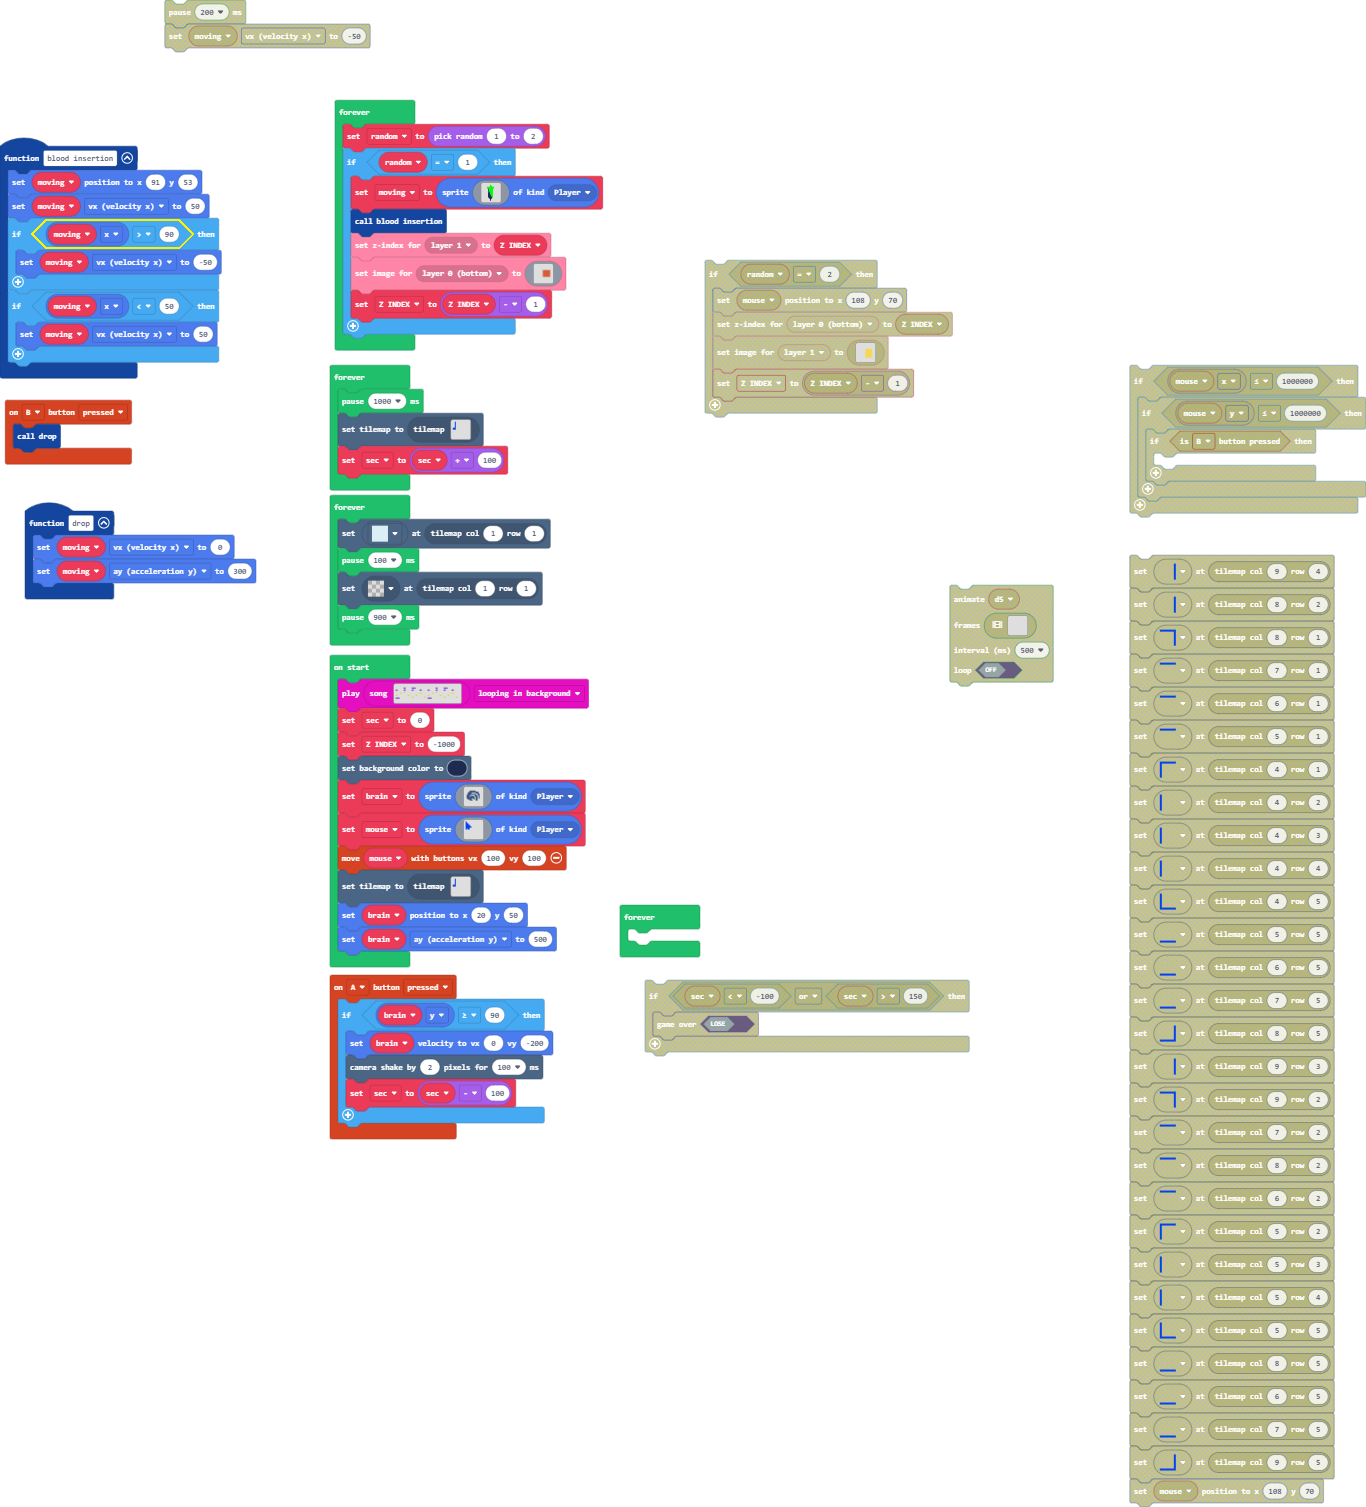 pause 200 ms
set moving vx (velocity x) to -50
function blood insertion
set moving position to x 91 y 53
set moving vx (velocity x) to 50
if moving x > 90 then
set moving vx (velocity x) to -50
if moving x < 50 then
set moving vx (velocity x) to 50
on B button pressed
call drop
function drop
set moving vx (velocity x) to 0
set moving ay (acceleration y) to 300
forever
set random to pick random 1 to 2
if random = 1 then
set moving to sprite of kind Player
call blood insertion
set z-index for layer 1 to Z INDEX
set image for layer 0 (bottom) to
set Z INDEX to Z INDEX - 1
forever
pause 1000 ms
set tilemap to tilemap
set sec to sec + 100
forever
set at tilemap col 1 row 1
pause 100 ms
set at tilemap col 1 row 1
pause 900 ms
on start
play song looping in background
set sec to 0
set Z INDEX to -1000
set background color to
set brain to sprite of kind Player
set mouse to sprite of kind Player
move mouse with buttons vx 100 vy 100
set tilemap to tilemap
set brain position to x 20 y 50
set brain ay (acceleration y) to 500
on A button pressed
if brain y ≥ 90 then
set brain velocity to vx 0 vy -200
camera shake by 2 pixels for 100 ms
set sec to sec - 100
if random = 2 then
set mouse position to x 108 y 70
set z-index for layer 0 (bottom) to Z INDEX
set image for layer 1 to
set Z INDEX to Z INDEX - 1
forever
if sec < -100 or sec > 150 then
game over LOSE
animate d5
frames
interval (ms) 500
loop OFF
if mouse x ≤ 1000000 then
if mouse y ≤ 1000000 then
if is B button pressed then
set at tilemap col 9 row 4
set at tilemap col 8 row 2
set at tilemap col 8 row 1
set at tilemap col 7 row 1
set at tilemap col 6 row 1
set at tilemap col 5 row 1
set at tilemap col 4 row 1
set at tilemap col 4 row 2
set at tilemap col 4 row 3
set at tilemap col 4 row 4
set at tilemap col 4 row 5
set at tilemap col 5 row 5
set at tilemap col 6 row 5
set at tilemap col 7 row 5
set at tilemap col 8 row 5
set at tilemap col 9 row 3
set at tilemap col 9 row 2
set at tilemap col 7 row 2
set at tilemap col 8 row 2
set at tilemap col 6 row 2
set at tilemap col 5 row 2
set at tilemap col 5 row 3
set at tilemap col 5 row 4
set at tilemap col 5 row 5
set at tilemap col 8 row 5
set at tilemap col 6 row 5
set at tilemap col 7 row 5
set at tilemap col 9 row 5
set mouse position to x 108 y 70